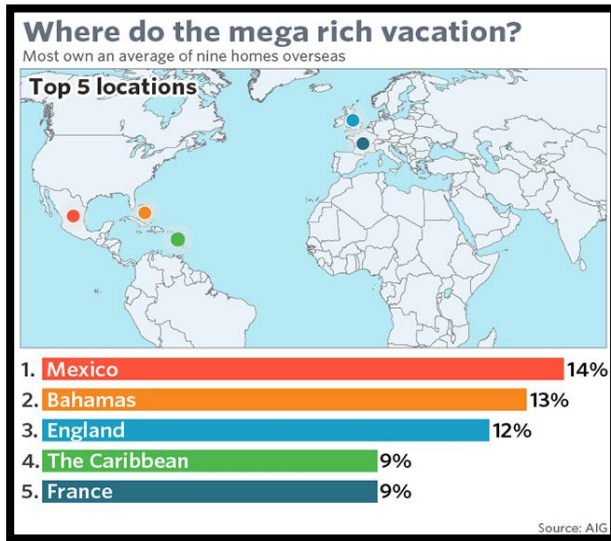 Where do the mega rich vacation?
Most own an average of nine homes overseas
Top 5 locations
1. Mexico 14%
2. Bahamas 13%
3. England 12%
4. The Caribbean 9%
5. France 9%
Source: AIG